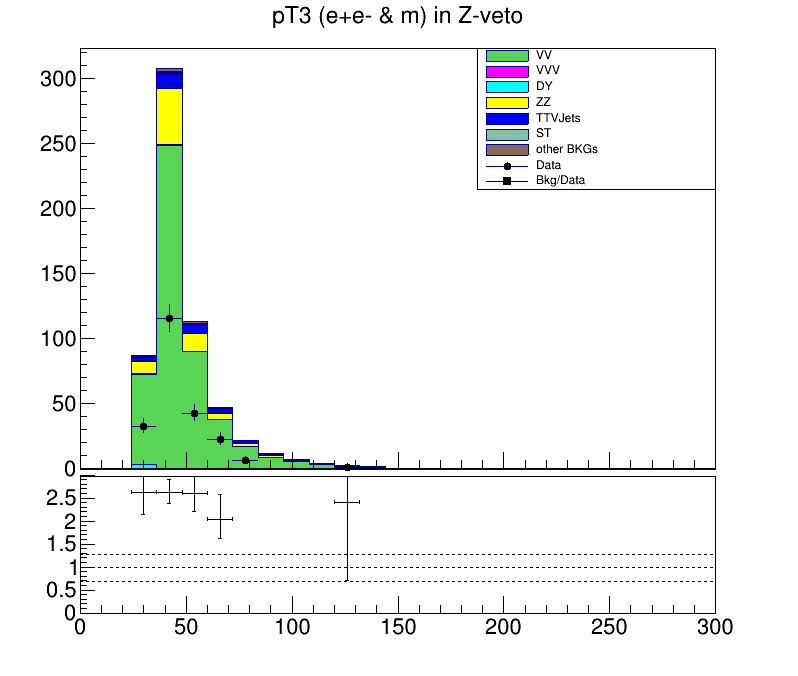 pT3 (e+e- & m) in Z-veto
VV
VVV
DY
ZZ
TTVJets
ST
other BKGs
Data
Bkg/Data
300
250
200
150
100
50
0
2.5
2
1.5
1
0.5
0
0 50 100 150 200 250 300